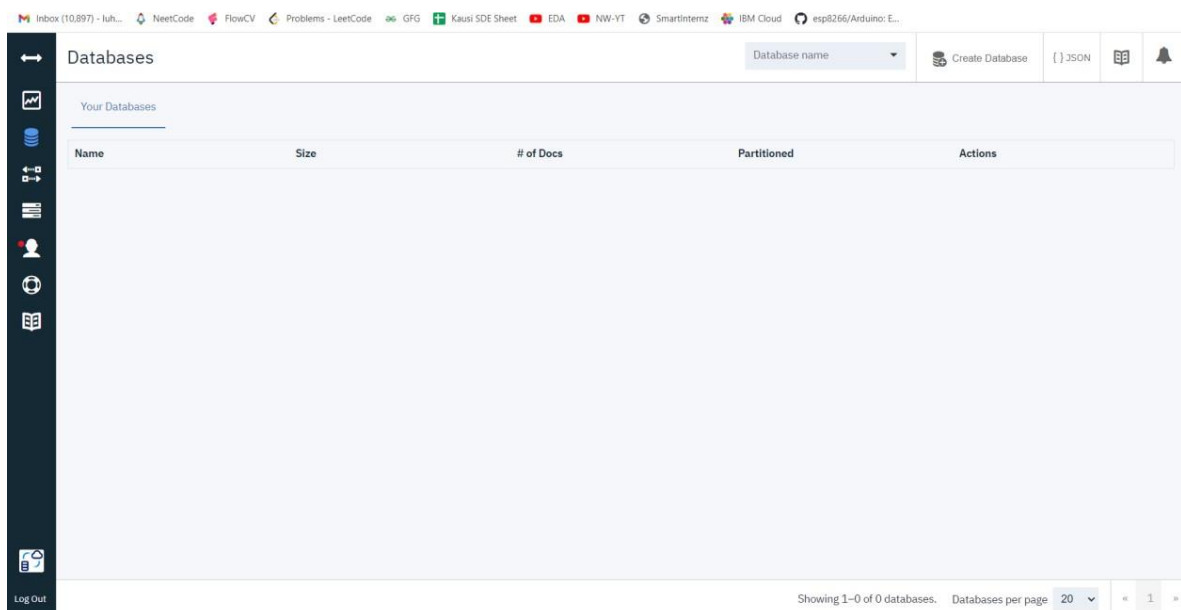 Inbox (10,897) - luh... NeetCode FlowCV Problems - LeetCode GFG Kausi SDE Sheet EDA NW-YT Smartinternz IBM Cloud esp8266/Arduino: E...
Databases Database name Create Database { } JSON
Your Databases
Name Size # of Docs Partitioned Actions
Log Out Showing 1–0 of 0 databases. Databases per page 20 « 1 »